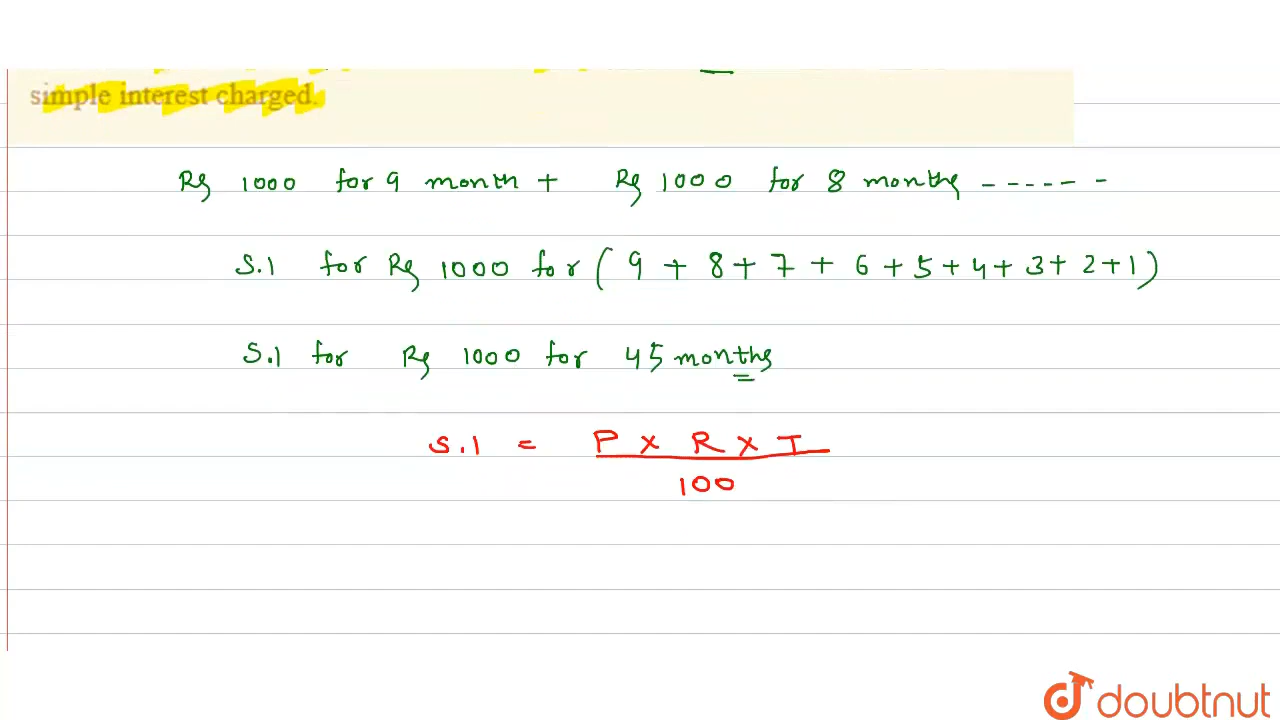 simple interest charged.
Rs 1000 for 9 month + Rs 1000 for 8 months ------
S.I for Rs 1000 for (9 + 8 + 7 + 6 + 5 + 4 + 3 + 2 + 1)
S.I for Rs 1000 for 45 months
S.I = P x R x T
100
doubtnut